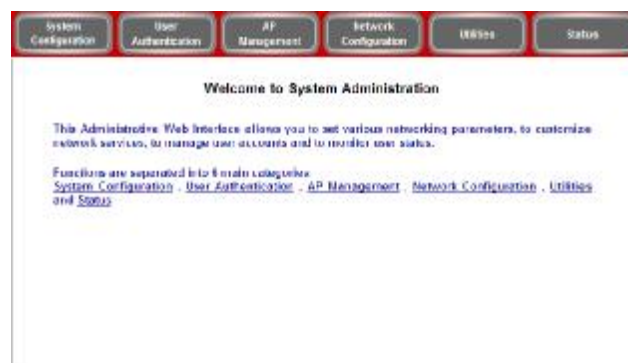 System Configuration
User Authentication
AP Management
Network Configuration
Utilities
Status
Welcome to System Administration
This Administrative Web Interface allows you to set various networking parameters, to customize
network services, to manage user accounts and to monitor user status.
Functions are separated into 6 main categories:
System Configuration , User Authentication , AP Management , Network Configuration , Utilities
and Status